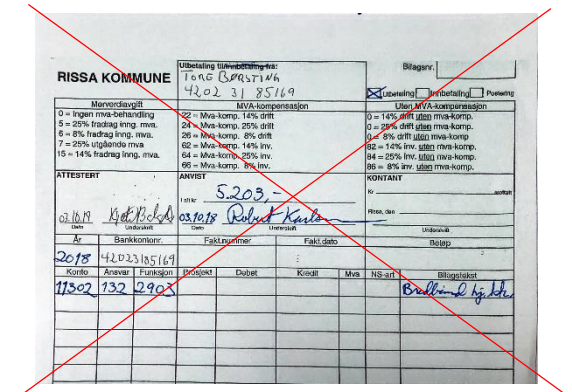 Utbetaling til/innbetaling fra:
Bilagsnr.
RISSA KOMMUNE
TORE BØRSTING
4202 31 85169
Utbetaling Innbetaling Postering
Merverdiavgift
0 = Ingen mva-behandling
5 = 25% fradrag inng. mva.
6 = 8% fradrag inng. mva.
7 = 25% utgående mva
15 = 14% fradrag inng. mva.
MVA-kompensasjon
22 = Mva-komp. 14% drift
24 = Mva-komp. 25% drift
26 = Mva-komp. 8% drift
62 = Mva-komp. 14% inv.
64 = Mva-komp. 25% inv.
66 = Mva-komp. 8% inv.
Uten MVA-kompensasjon
0 = 14% drift uten mva-komp.
0 = 25% drift uten mva-komp.
0 = 8% drift uten mva-komp.
82 = 14% inv. uten mva-komp.
84 = 25% inv. uten mva-komp.
86 = 8% inv. uten mva-komp.
ATTESTERT
ANVIST
KONTANT
5.203,-
Kr
Rissa, den
03.10.18 Robert Karlsen
Dato Underskrift
Dato Underskrift
Underskrift
År Bankkontonr. Fakt.nummer Fakt.dato Beløp
2018 42023185169
Konto Ansvar Funksjon Prosjekt Debet Kredit Mva NS-art Bilagstekst
11302 132 2903 Bredbånd